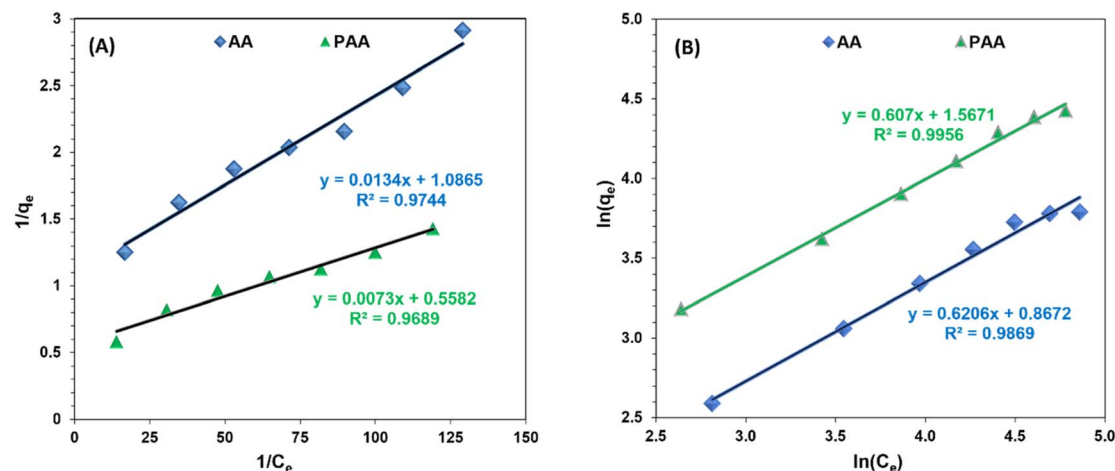 (A)
AA
PAA
3
2.5
2
1.5
1
0.5
0
1/qe
y = 0.0134x + 1.0865
R² = 0.9744
y = 0.0073x + 0.5582
R² = 0.9689
0 25 50 75 100 125 150
1/Ce
(B)
AA
PAA
5.0
4.5
4.0
3.5
3.0
2.5
ln(qe)
y = 0.607x + 1.5671
R² = 0.9956
y = 0.6206x + 0.8672
R² = 0.9869
2.5 3.0 3.5 4.0 4.5 5.0
ln(Ce)